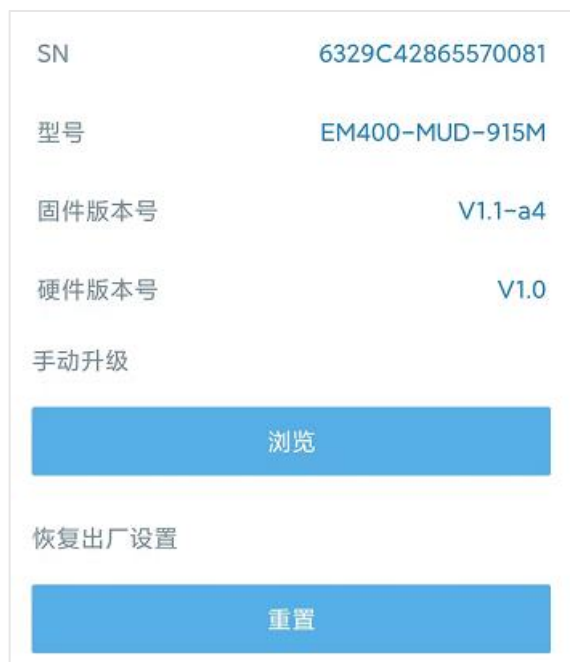 SN 6329C42865570081
型号 EM400-MUD-915M
固件版本号 V1.1-a4
硬件版本号 V1.0
手动升级
浏览
恢复出厂设置
重置